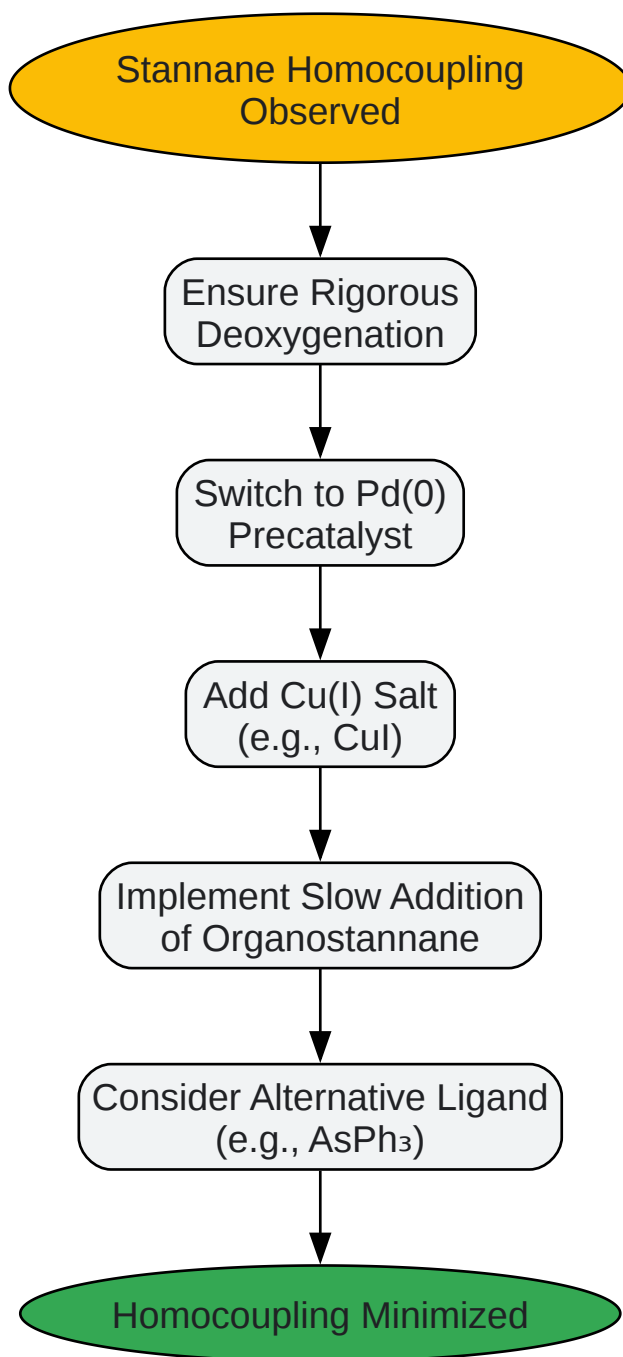 Stannane Homocoupling
Observed
Ensure Rigorous
Deoxygenation
Switch to Pd(0)
Precatalyst
Add Cu(I) Salt
(e.g., CuI)
Implement Slow Addition
of Organostannane
Consider Alternative Ligand
(e.g., AsPh₃)
Homocoupling Minimized